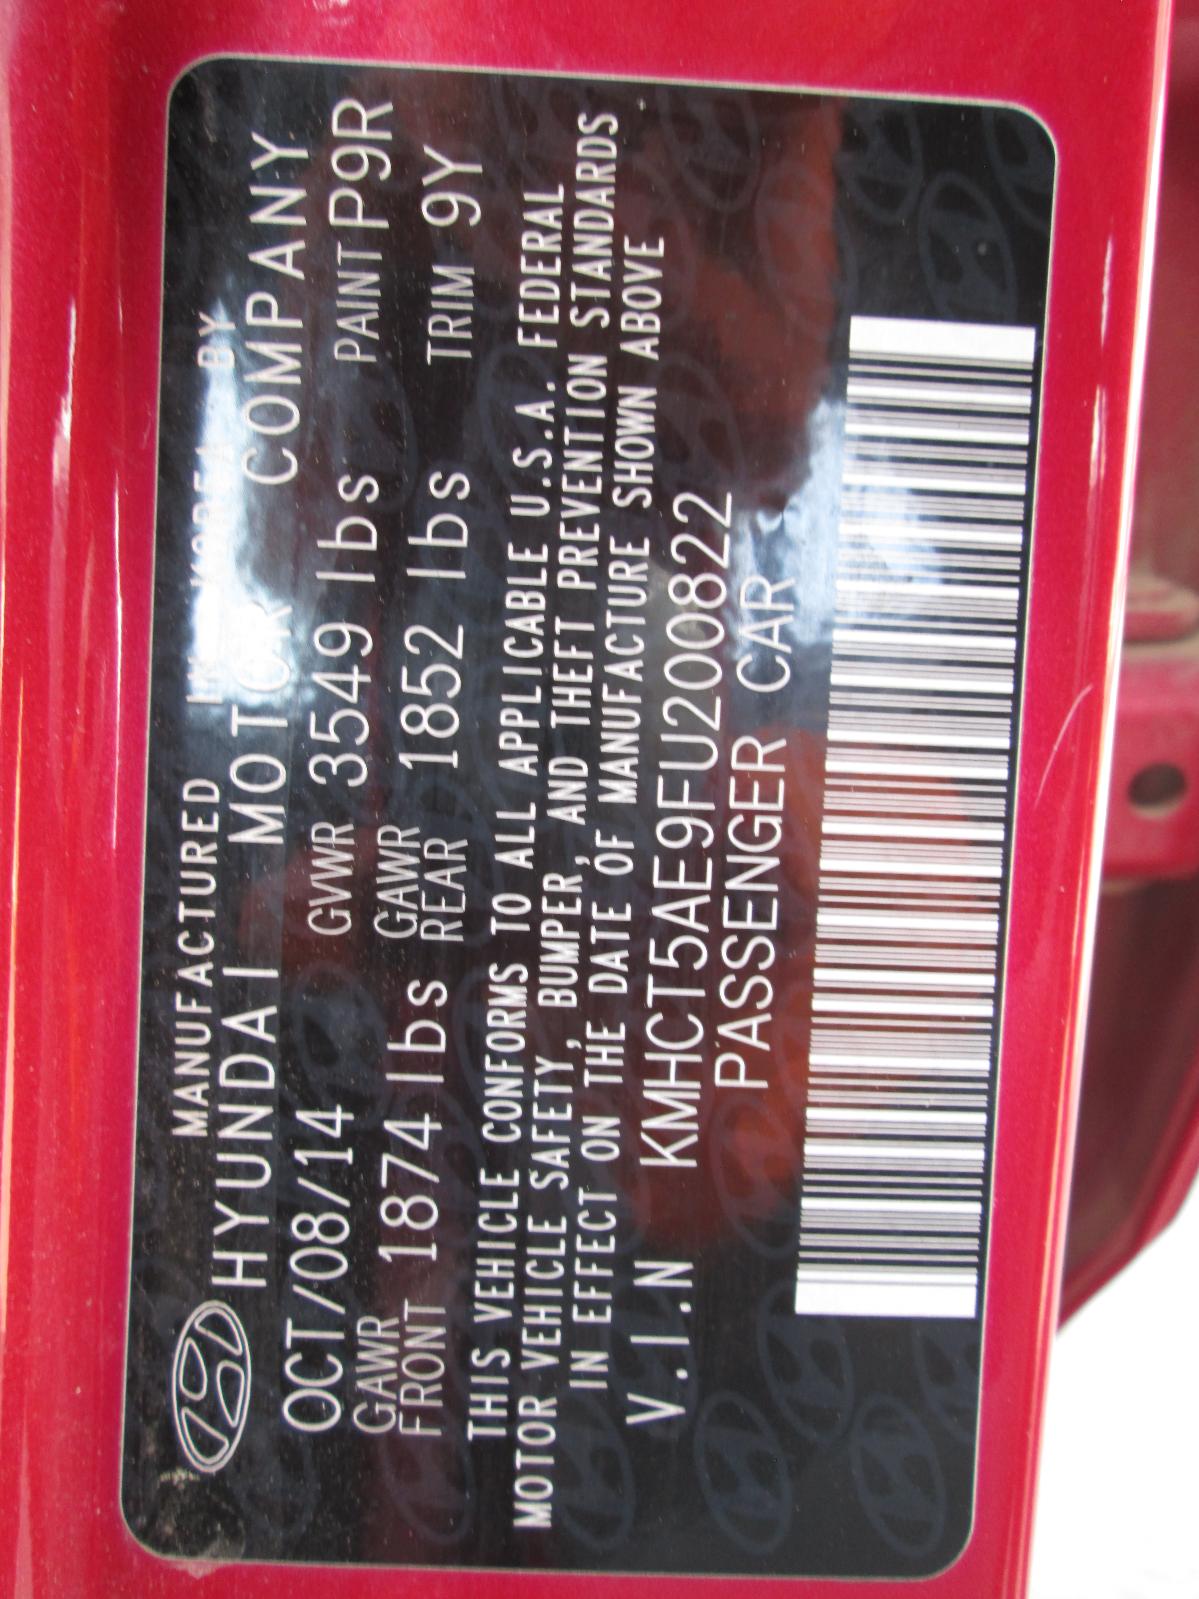 MANUFACTURED IN KOREA BY
HYUNDAI MOTOR COMPANY
OCT/08/14 GVWR 3549 lbs PAINT P9R
GAWR FRONT 1874 lbs GAWR REAR 1852 lbs TRIM 9Y
THIS VEHICLE CONFORMS TO ALL APPLICABLE U.S.A. FEDERAL
MOTOR VEHICLE SAFETY, BUMPER, AND THEFT PREVENTION STANDARDS
IN EFFECT ON THE DATE OF MANUFACTURE SHOWN ABOVE
V.I.N KMHCT5AE9FU200822
PASSENGER CAR